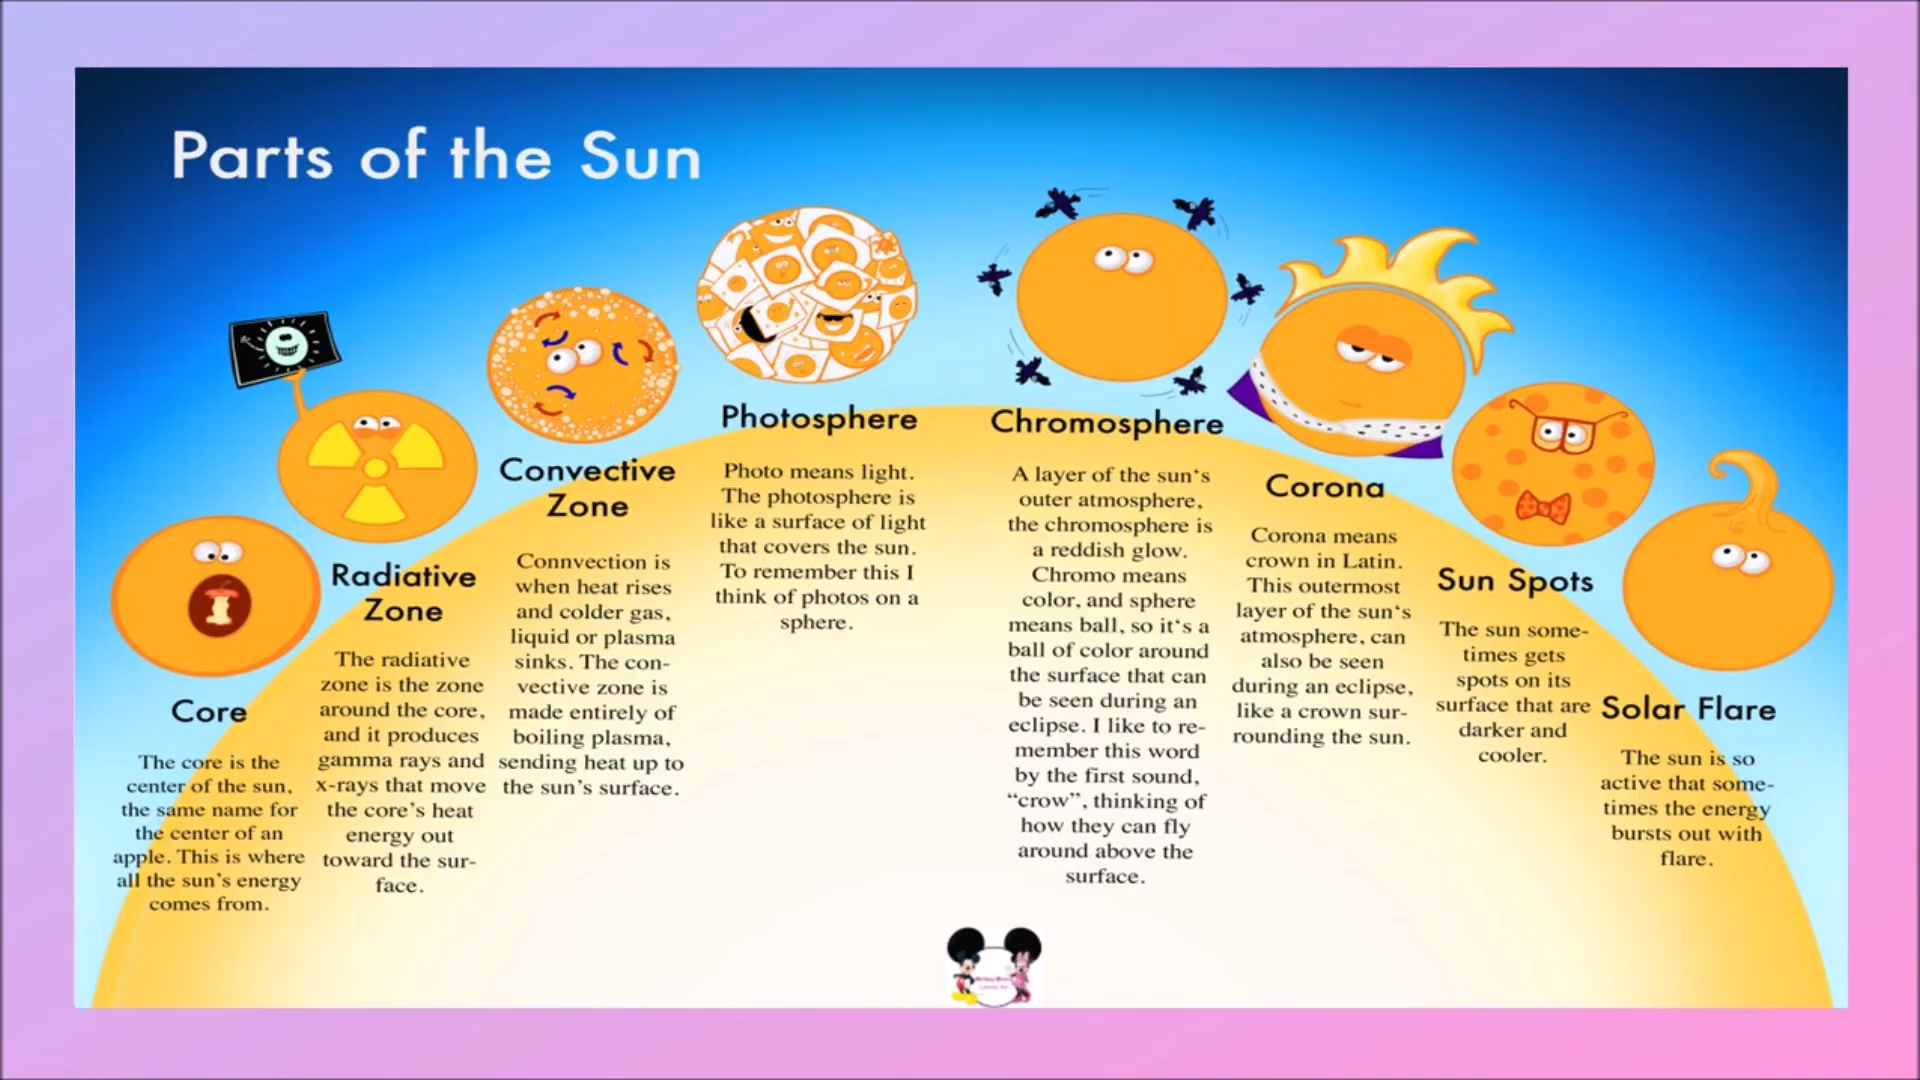 Parts of the Sun
Core
The core is the
center of the sun,
the same name for
the center of an
apple. This is where
all the sun's energy
comes from.
Radiative
Zone
The radiative
zone is the zone
around the core,
and it produces
gamma rays and
x-rays that move
the core's heat
energy out
toward the sur-
face.
Convective
Zone
Connvection is
when heat rises
and colder gas,
liquid or plasma
sinks. The con-
vective zone is
made entirely of
boiling plasma,
sending heat up to
the sun's surface.
Photosphere
Photo means light.
The photosphere is
like a surface of light
that covers the sun.
To remember this I
think of photos on a
sphere.
Chromosphere
A layer of the sun‘s
outer atmosphere,
the chromosphere is
a reddish glow.
Chromo means
color, and sphere
means ball, so it‘s a
ball of color around
the surface that can
be seen during an
eclipse. I like to re-
member this word
by the first sound,
“crow”, thinking of
how they can fly
around above the
surface.
Corona
Corona means
crown in Latin.
This outermost
layer of the sun‘s
atmosphere, can
also be seen
during an eclipse,
like a crown sur-
rounding the sun.
Sun Spots
The sun some-
times gets
spots on its
surface that are
darker and
cooler.
Solar Flare
The sun is so
active that some-
times the energy
bursts out with
flare.